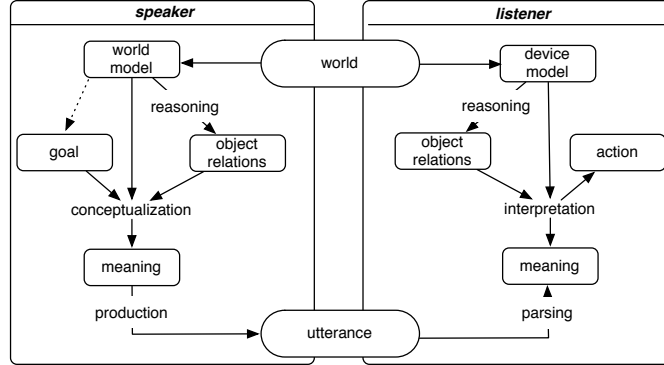 speaker
listener
world
model
world
device
model
reasoning
reasoning
goal
object
relations
object
relations
action
conceptualization
interpretation
meaning
meaning
production
parsing
utterance